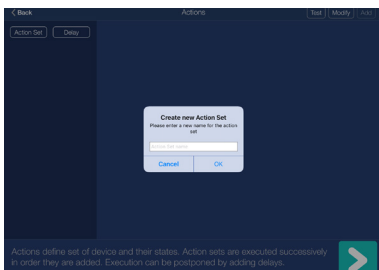 < Back
Actions
Test
Modify
Add
Action Set
Delay
Create new Action Set
Please enter a new name for the action
set
Action Set name
Cancel
OK
Actions define set of device and their states. Action sets are executed successively
in order they are added. Execution can be postponed by adding delays.